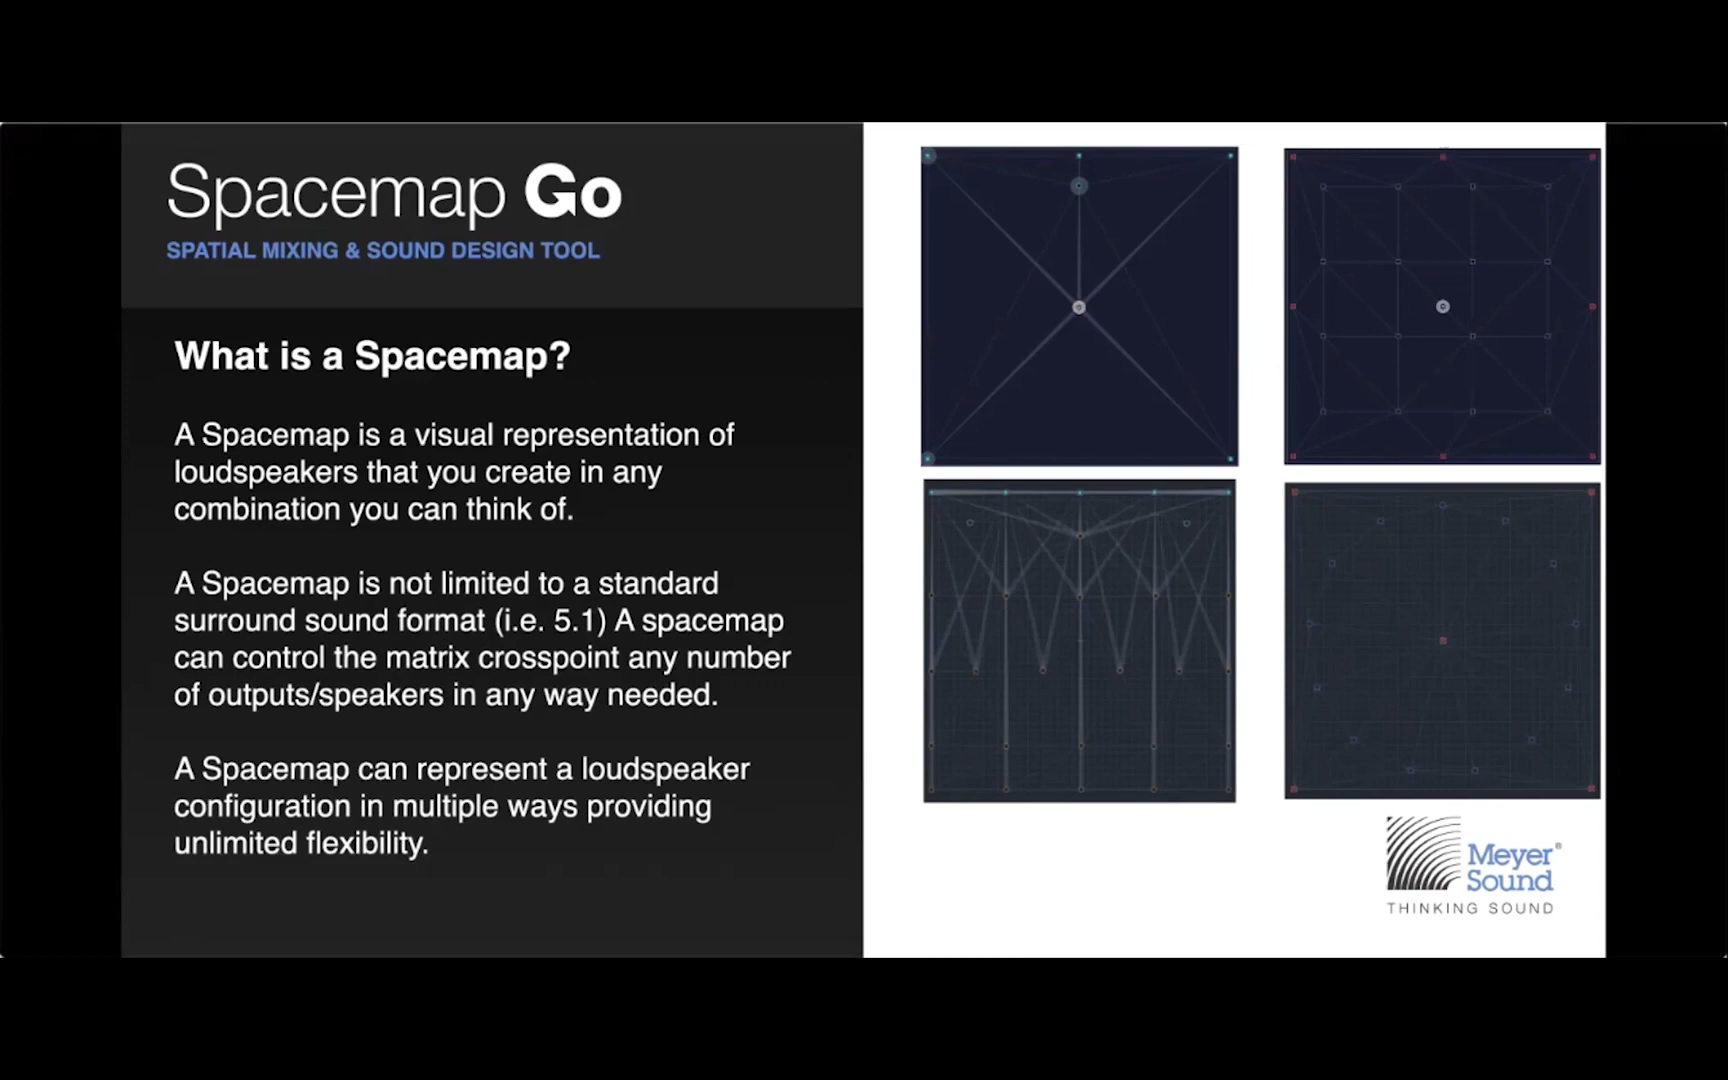 Spacemap Go
SPATIAL MIXING & SOUND DESIGN TOOL
What is a Spacemap?
A Spacemap is a visual representation of
loudspeakers that you create in any
combination you can think of.
A Spacemap is not limited to a standard
surround sound format (i.e. 5.1) A spacemap
can control the matrix crosspoint any number
of outputs/speakers in any way needed.
A Spacemap can represent a loudspeaker
configuration in multiple ways providing
unlimited flexibility.
Meyer®
Sound
THINKING SOUND